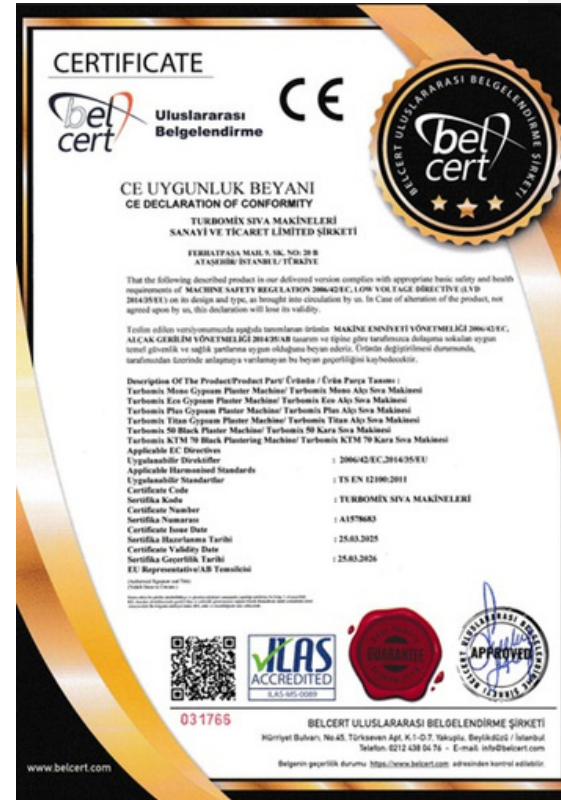 CERTIFICATE
CE
bel
cert
Uluslararası
Belgelendirme
BELCERT ULUSLARARASI BELGELENDİRME ŞİRKETİ
bel
cert
CE UYGUNLUK BEYANI
CE DECLARATION OF CONFORMITY
TURBOMİX SIVA MAKİNELERİ
SANAYİ VE TİCARET LİMİTED ŞİRKETİ
FERHATPAŞA MAH. 9. SK. NO: 20 B
ATAŞEHİR/ İSTANBUL/ TÜRKİYE
That the following described product in our delivered version complies with appropriate basic safety and health
requirements of MACHINE SAFETY REGULATION 2006/42/EC, LOW VOLTAGE DİRECTİVE (LVD
2014/35/EU) on its design and type, as brought into circulation by us. In Case of alteration of the product, not
agreed upon by us, this declaration will lose its validity.
Teslim edilen versiyonumuzda aşağıda tanımlanan ürünün MAKİNE EMNİYETİ YÖNETMELİĞİ 2006/42/EC,
ALÇAK GERİLİM YÖNETMELİĞİ 2014/35/AB tasarım ve tipine göre tarafımızca dolaşıma sokulan uygun
temel güvenlik ve sağlık şartlarına uygun olduğunu beyan ederiz. Ürünün değiştirilmesi durumunda,
tarafımızdan üzerinde anlaşmaya varılamayan bu beyan geçerliliğini kaybedecektir.
Description Of The Product/Product Part/ Ürünün / Ürün Parça Tanımı :
Turbomix Mono Gypsum Plaster Machine/ Turbomix Mono Alçı Sıva Makinesi
Turbomix Eco Gypsum Plaster Machine/ Turbomix Eco Alçı Sıva Makinesi
Turbomix Plus Gypsum Plaster Machine/ Turbomix Plus Alçı Sıva Makinesi
Turbomix Titan Gypsum Plaster Machine/ Turbomix Titan Alçı Sıva Makinesi
Turbomix 50 Black Plaster Machine/ Turbomix 50 Kara Sıva Makinesi
Turbomix KTM 70 Black Plastering Machine/ Turbomix KTM 70 Kara Sıva Makinesi
Applicable EC Directives
Uygulanabilir Direktifler : 2006/42/EC,2014/35/EU
Applicable Harmonised Standards
Uygulanabilir Standartlar : TS EN 12100:2011
Certificate Code
Sertifika Kodu : TURBOMİX SIVA MAKİNELERİ
Certificate Number
Sertifika Numarası : A1578683
Certificate Issue Date
Sertifika Hazırlanma Tarihi : 25.03.2025
Certificate Validity Date
Sertifika Geçerlilik Tarihi : 25.03.2026
EU Representative/AB Temsilcisi
ILAS
ACCREDITED
ILAS-MS-0089
GUARANTEE
APPROVED
031766
BELCERT ULUSLARARASI BELGELENDİRME ŞİRKETİ
Hürriyet Bulvarı, No:45, Türkseven Apt. K:1-D:7, Yakuplu, Beylikdüzü / İstanbul
Telefon: 0212 438 04 76 - E-mail: info@belcert.com
www.belcert.com
Belgenin geçerlilik durumu https://www.belcert.com adresinden kontrol edilebilir.